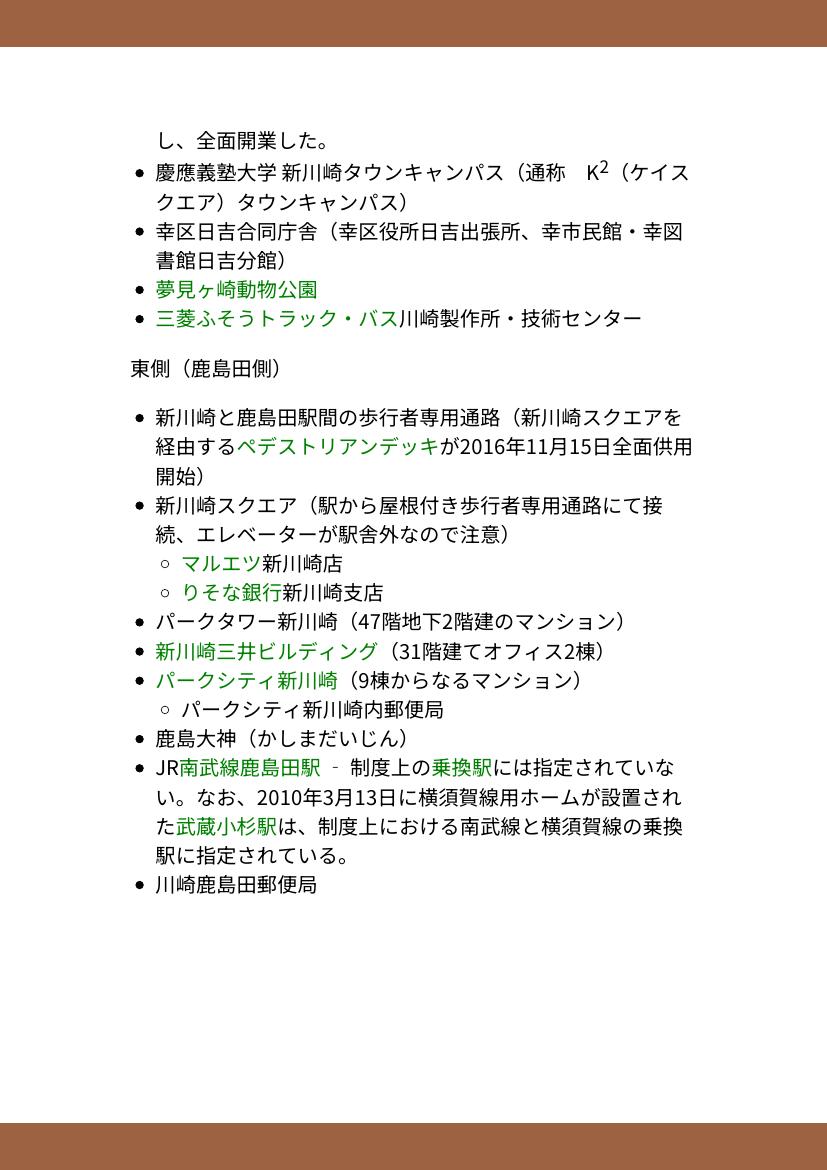 し、全面開業した。
• 慶應義塾大学 新川崎タウンキャンパス（通称　K²（ケイス
クエア）タウンキャンパス）
• 幸区日吉合同庁舎（幸区役所日吉出張所、幸市民館・幸図
書館日吉分館）
• 夢見ヶ崎動物公園
• 三菱ふそうトラック・バス川崎製作所・技術センター
東側（鹿島田側）
• 新川崎と鹿島田駅間の歩行者専用通路（新川崎スクエアを
経由するペデストリアンデッキが2016年11月15日全面供用
開始）
• 新川崎スクエア（駅から屋根付き歩行者専用通路にて接
続、エレベーターが駅舎外なので注意）
○ マルエツ新川崎店
○ りそな銀行新川崎支店
• パークタワー新川崎（47階地下2階建のマンション）
• 新川崎三井ビルディング（31階建てオフィス2棟）
• パークシティ新川崎（9棟からなるマンション）
○ パークシティ新川崎内郵便局
• 鹿島大神（かしまだいじん）
• JR南武線鹿島田駅 ‐ 制度上の乗換駅には指定されていな
い。なお、2010年3月13日に横須賀線用ホームが設置され
た武蔵小杉駅は、制度上における南武線と横須賀線の乗換
駅に指定されている。
• 川崎鹿島田郵便局